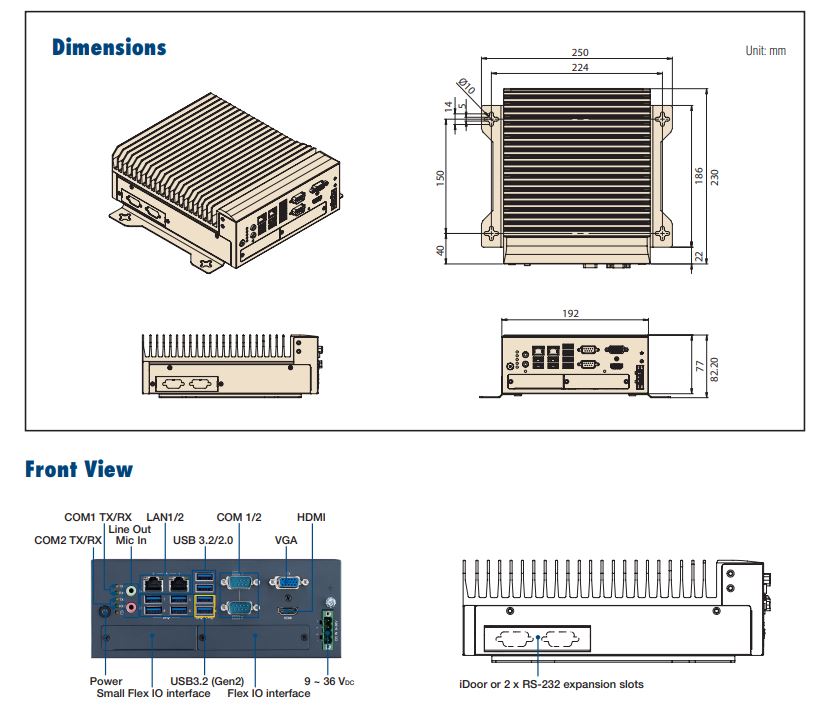 Dimensions
Unit: mm
250
224
Ø10
14
5
150
40
186
230
22
192
77
82.20
Front View
COM1 TX/RX
LAN1/2
COM 1/2
HDMI
Line Out
COM2 TX/RX
Mic In
USB 3.2/2.0
VGA
Power
USB3.2 (Gen2)
9 ~ 36 VDC
Small Flex IO interface
Flex IO interface
iDoor or 2 x RS-232 expansion slots